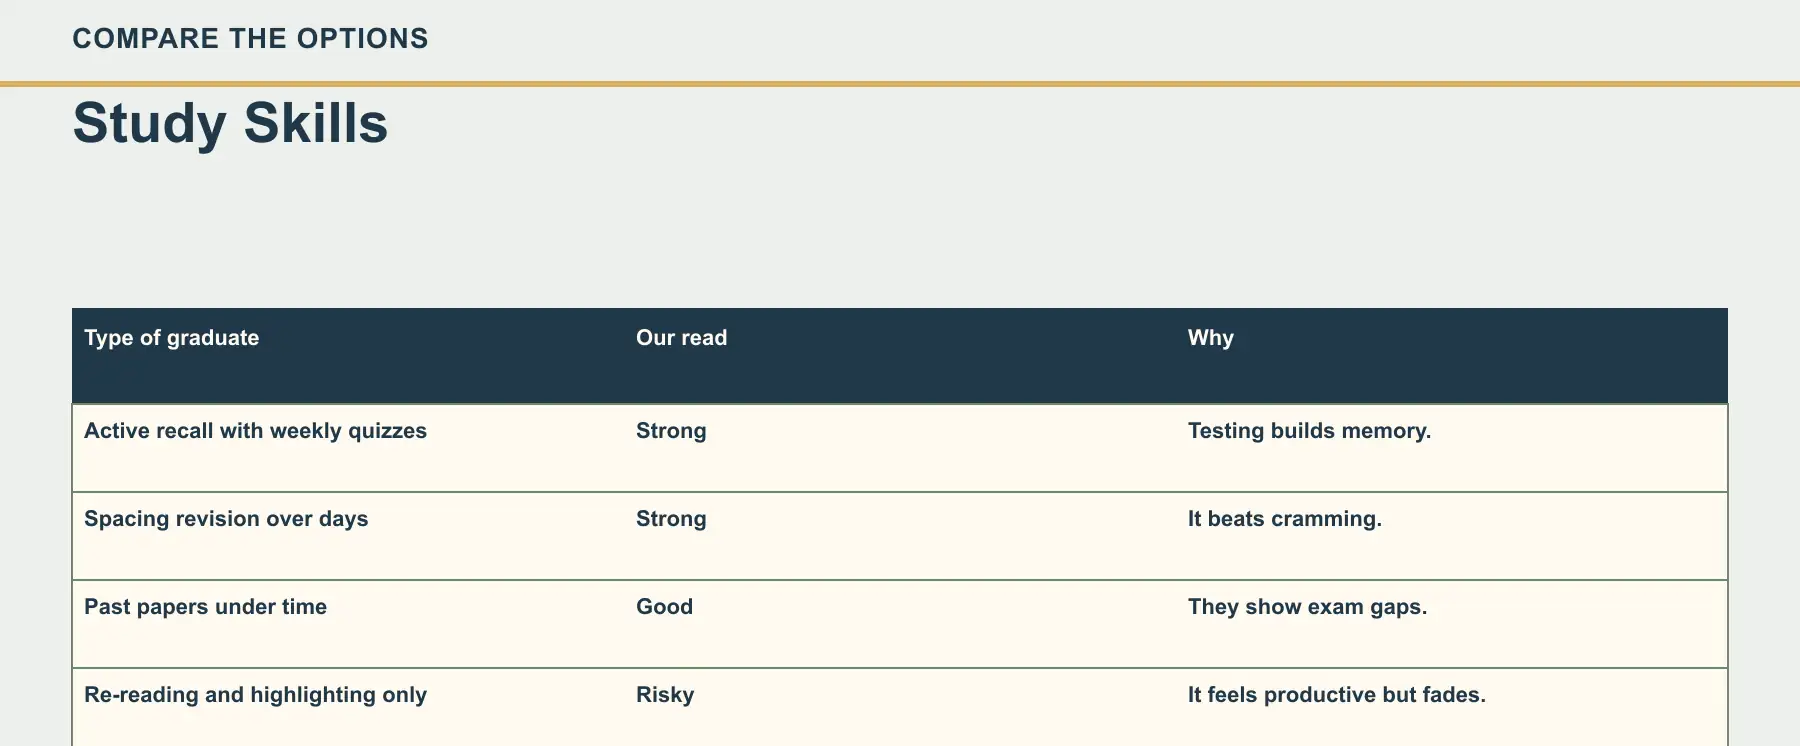 COMPARE THE OPTIONS
Study Skills
Type of graduate Our read Why
Active recall with weekly quizzes Strong Testing builds memory.
Spacing revision over days Strong It beats cramming.
Past papers under time Good They show exam gaps.
Re-reading and highlighting only Risky It feels productive but fades.